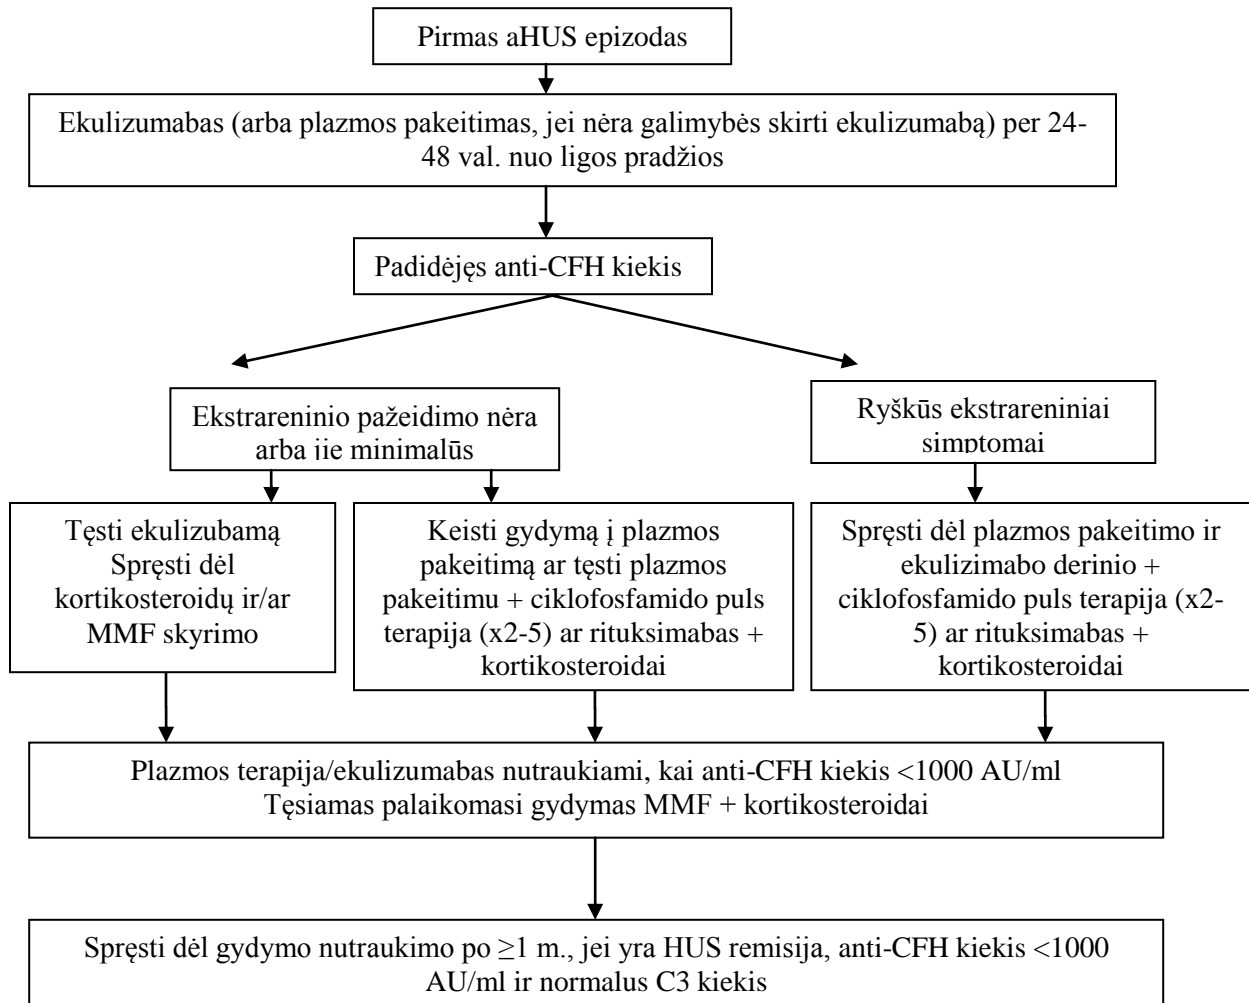 Pirmas aHUS epizodas
Ekulizumabas (arba plazmos pakeitimas, jei nėra galimybės skirti ekulizumabą) per 24-
48 val. nuo ligos pradžios
Padidėjęs anti-CFH kiekis
Ekstrareninio pažeidimo nėra
arba jie minimalūs
Ryškūs ekstrareniniai
simptomai
Tęsti ekulizubamą
Spręsti dėl
kortikosteroidų ir/ar
MMF skyrimo
Keisti gydymą į plazmos
pakeitimą ar tęsti plazmos
pakeitimu + ciklofosfamido puls
terapija (x2-5) ar rituksimabas +
kortikosteroidai
Spręsti dėl plazmos pakeitimo ir
ekulizimabo derinio +
ciklofosfamido puls terapija (x2-
5) ar rituksimabas +
kortikosteroidai
Plazmos terapija/ekulizumabas nutraukiami, kai anti-CFH kiekis <1000 AU/ml
Tęsiamas palaikomasi gydymas MMF + kortikosteroidai
Spręsti dėl gydymo nutraukimo po ≥1 m., jei yra HUS remisija, anti-CFH kiekis <1000
AU/ml ir normalus C3 kiekis